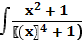 ∫ x² + 1
〖(x〗⁴ + 1)